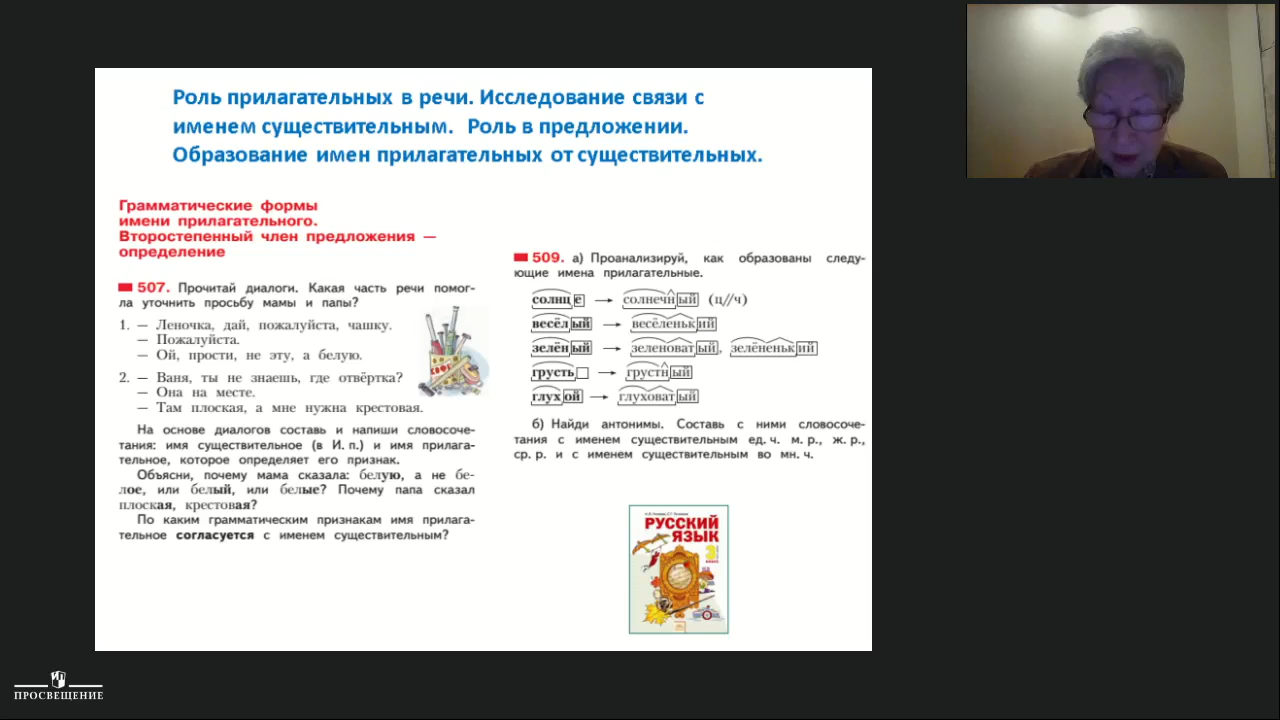 Роль прилагательных в речи. Исследование связи с
именем существительным. Роль в предложении.
Образование имен прилагательных от существительных.
Грамматические формы
имени прилагательного.
Второстепенный член предложения —
определение
507. Прочитай диалоги. Какая часть речи помог-
ла уточнить просьбу мамы и папы?
1. — Леночка, дай, пожалуйста, чашку.
— Пожалуйста.
— Ой, прости, не эту, а белую.
2. — Ваня, ты не знаешь, где отвёртка?
— Она на месте.
— Там плоская, а мне нужна крестовая.
На основе диалогов составь и напиши словосоче-
тания: имя существительное (в И. п.) и имя прилага-
тельное, которое определяет его признак.
Объясни, почему мама сказала: белую, а не бе-
лое, или белый, или белые? Почему папа сказал
плоская, крестовая?
По каким грамматическим признакам имя прилага-
тельное согласуется с именем существительным?
509. а) Проанализируй, как образованы следу-
ющие имена прилагательные.
солнце → солнечный (ц//ч)
весёлый → весёленький
зелёный → зеленоватый, зелёненький
грусть → грустный
глухой → глуховатый
б) Найди антонимы. Составь с ними словосоче-
тания с именем существительным ед. ч. м. р., ж. р.,
ср. р. и с именем существительным во мн. ч.
РУССКИЙ
ЯЗЫК
3
ПРОСВЕЩЕНИЕ